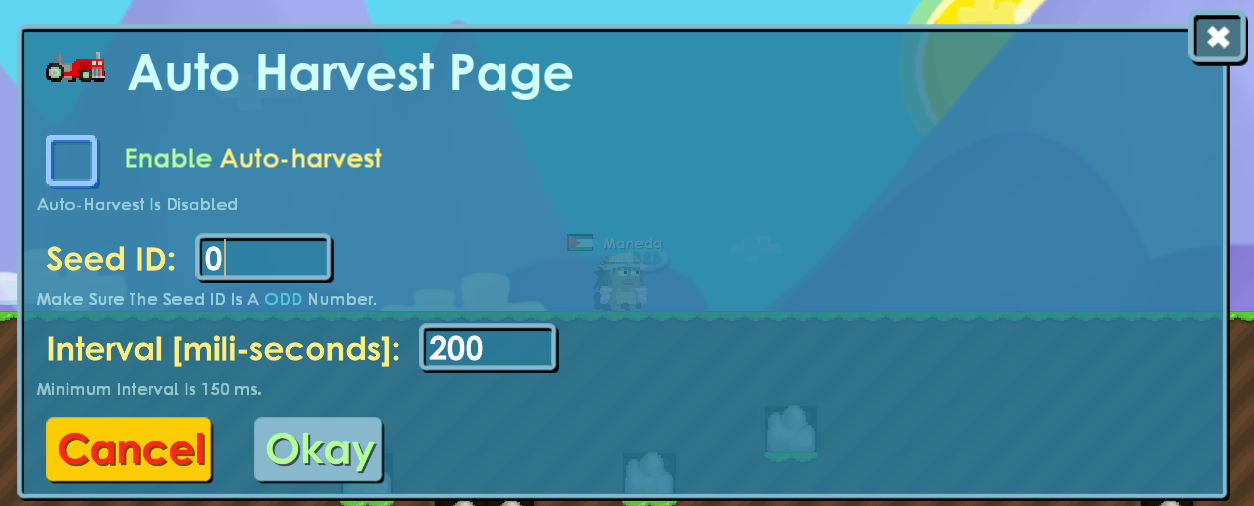 Auto Harvest Page
Enable Auto-harvest
Auto-Harvest Is Disabled
Seed ID: 0
Manedq
Make Sure The Seed ID Is A ODD Number.
Interval [mili-seconds]: 200
Minimum Interval Is 150 ms.
Cancel Okay